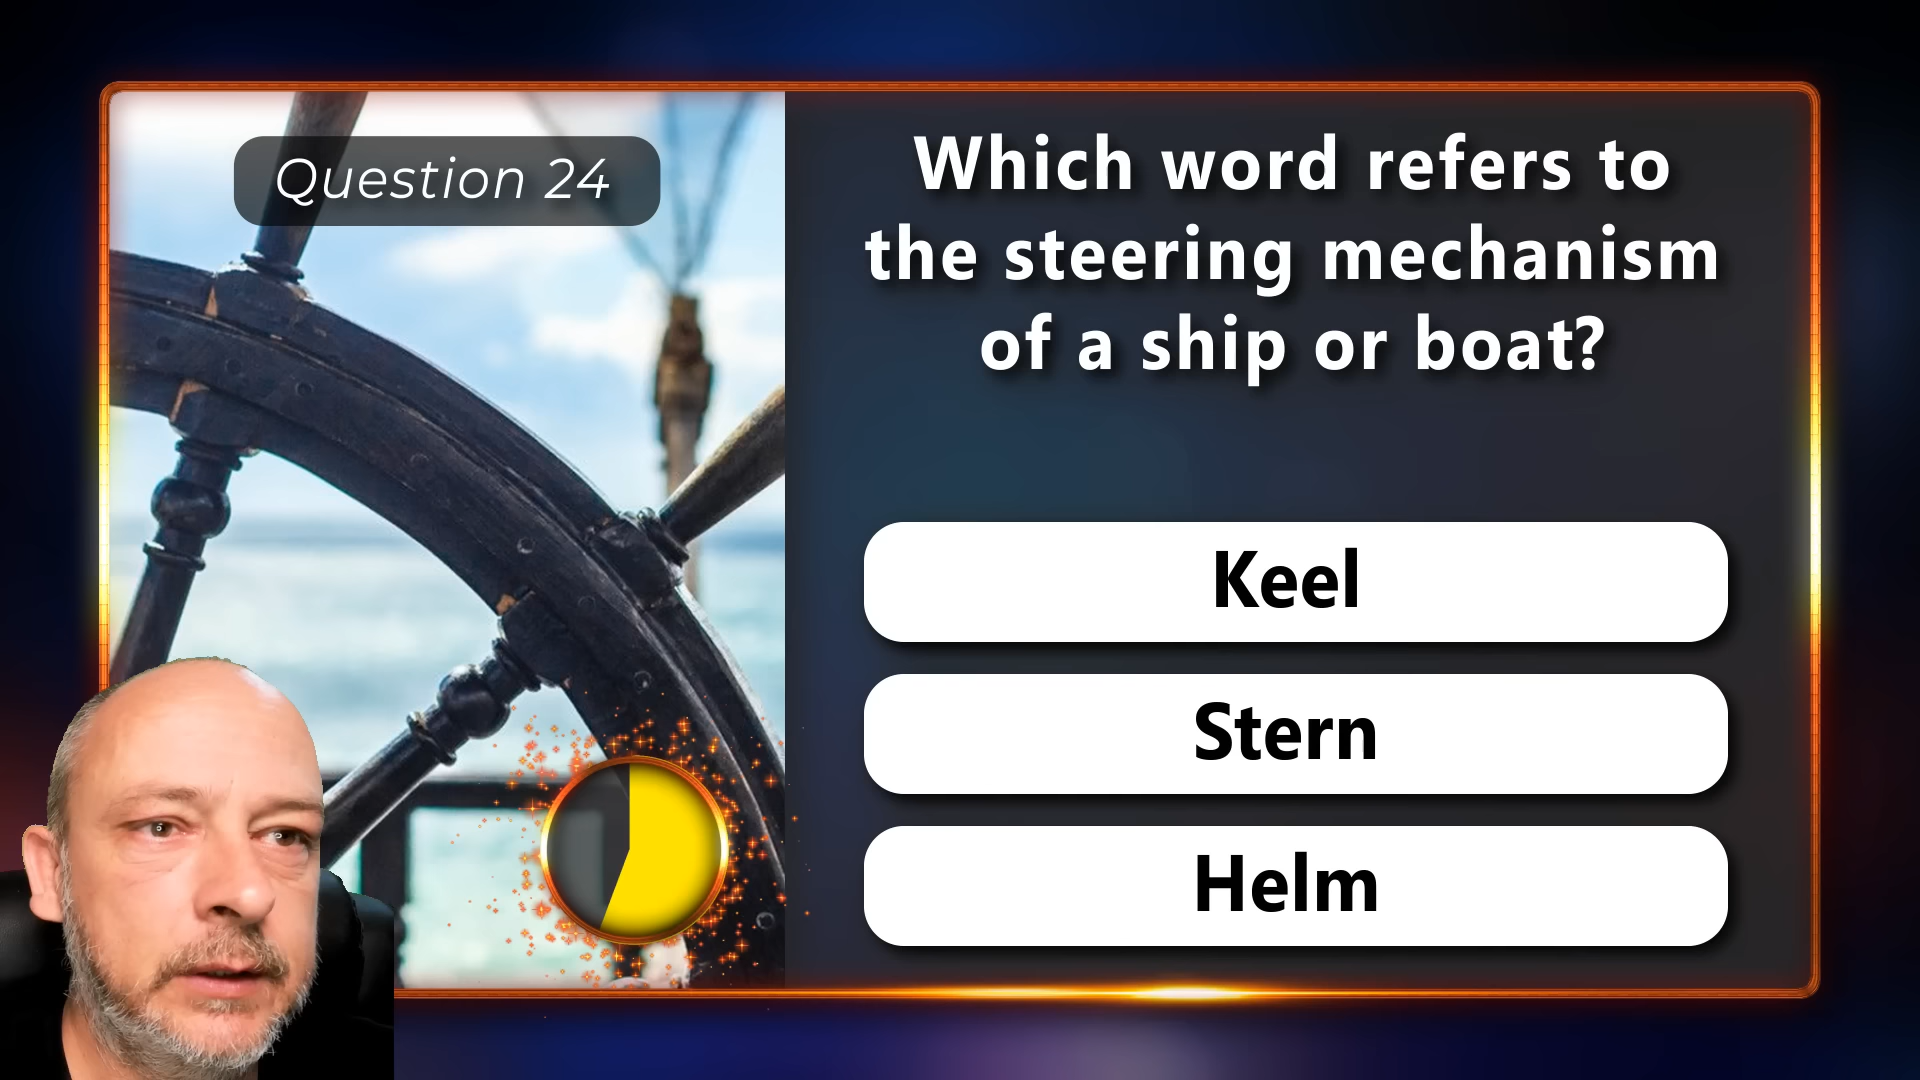 Question 24
Which word refers to
the steering mechanism
of a ship or boat?
Keel
Stern
Helm